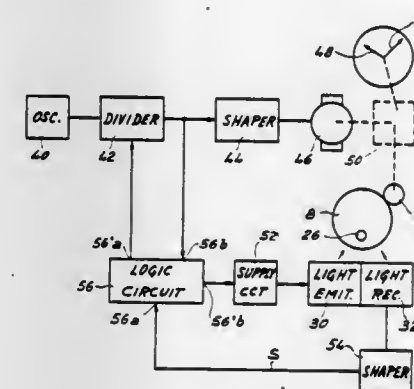 48
OSC.
DIVIDER
SHAPER
40
42
44
46
50
B
26
56'a
56b
52
LOGIC
CIRCUIT
56
56a
56'b
SUPPLY
CCT
LIGHT
EMIT.
30
LIGHT
REC.
32
S
54
SHAPER